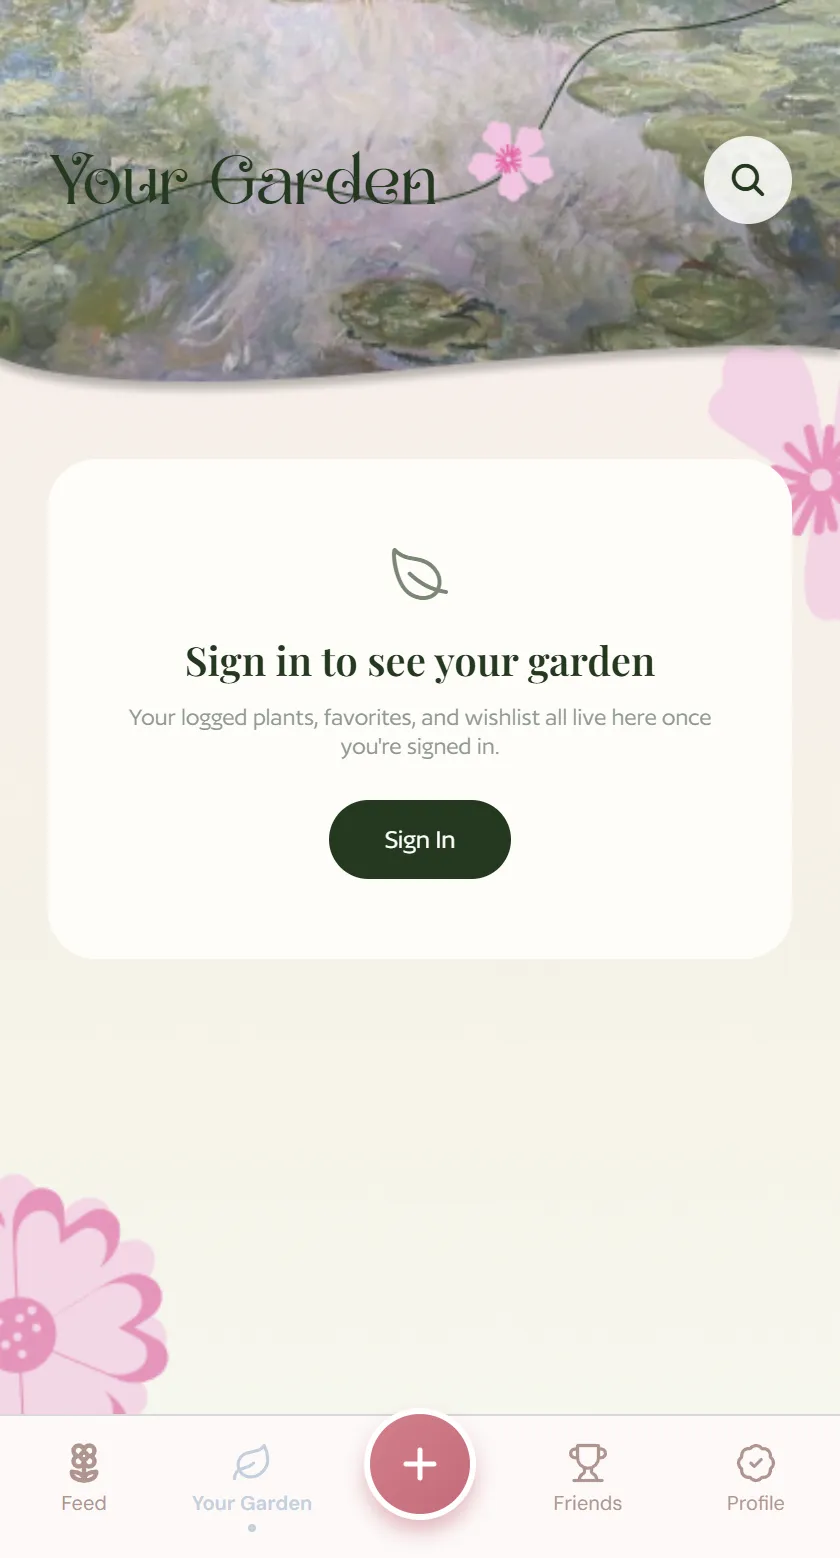 Your Garden
Sign in to see your garden
Your logged plants, favorites, and wishlist all live here once
you're signed in.
Sign In
Feed
Your Garden
Friends
Profile